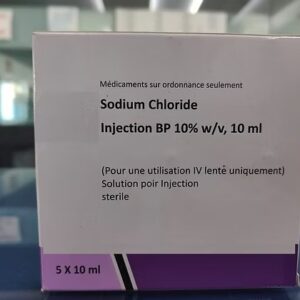 Médicaments sur ordonnance seulement
Sodium Chloride
Injection BP 10% w/v, 10 ml
(Pour une utilisation IV lenté uniquement)
Solution poir Injection
sterile
5 X 10 ml